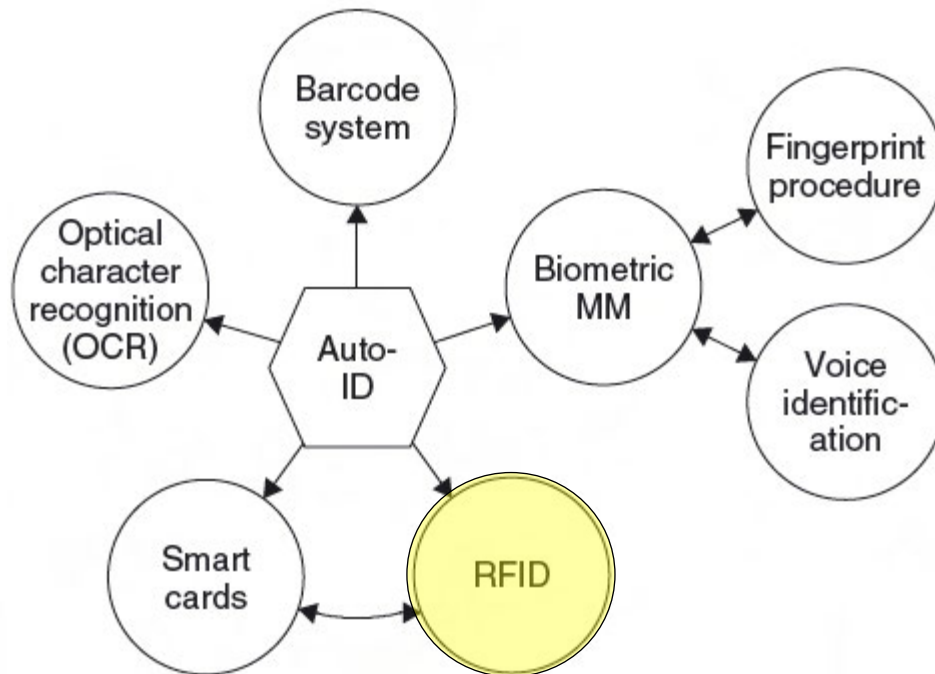 Barcode
system
Fingerprint
procedure
Optical
character
recognition
(OCR)
Biometric
MM
Auto-
ID
Voice
identific-
ation
Smart
cards
RFID